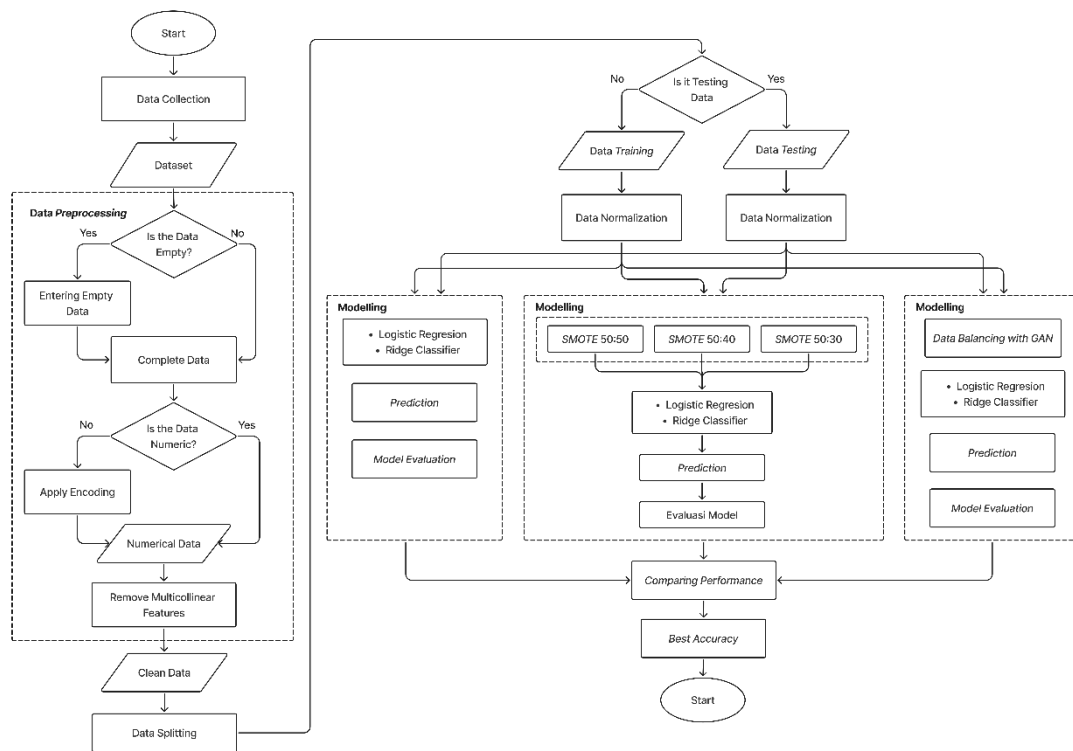 Start
Data Collection
Dataset
Data Preprocessing
Is the Data
Empty?
Yes
No
Entering Empty
Data
Complete Data
Is the Data
Numeric?
No
Yes
Apply Encoding
Numerical Data
Remove Multicollinear
Features
Clean Data
Data Splitting
Is it Testing
Data
No
Yes
Data Training
Data Testing
Data Normalization
Data Normalization
Modelling
• Logistic Regresion
• Ridge Classifier
Prediction
Model Evaluation
Modelling
SMOTE 50:50
SMOTE 50:40
SMOTE 50:30
• Logistic Regresion
• Ridge Classifier
Prediction
Evaluasi Model
Modelling
Data Balancing with GAN
• Logistic Regresion
• Ridge Classifier
Prediction
Model Evaluation
Comparing Performance
Best Accuracy
Start